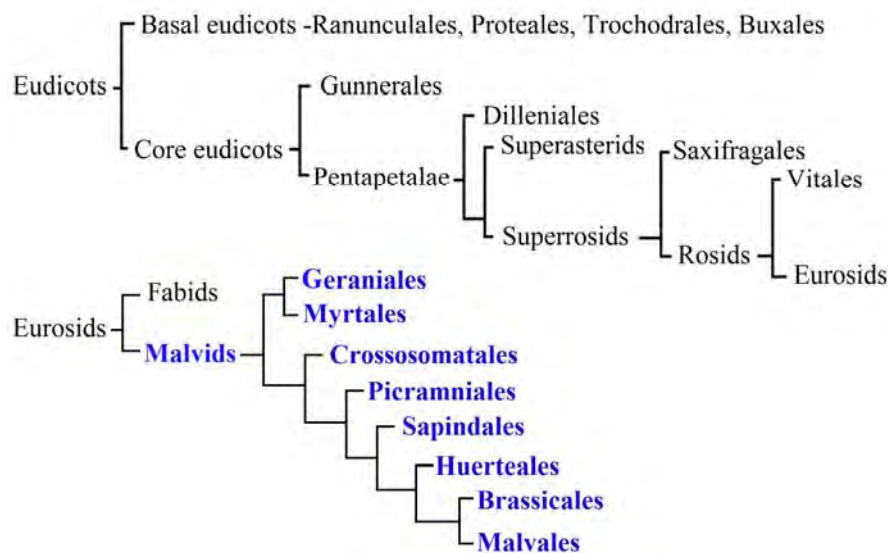 Basal eudicots -Ranunculales, Proteales, Trochodrales, Buxales
Eudicots
Gunnerales
Core eudicots
Pentapetalae
Dilleniales
Superasterids
Superrosids
Saxifragales
Rosids
Vitales
Eurosids
Eurosids
Fabids
Malvids
Geraniales
Myrtales
Crossosomatales
Picramniales
Sapindales
Huerteales
Brassicales
Malvales